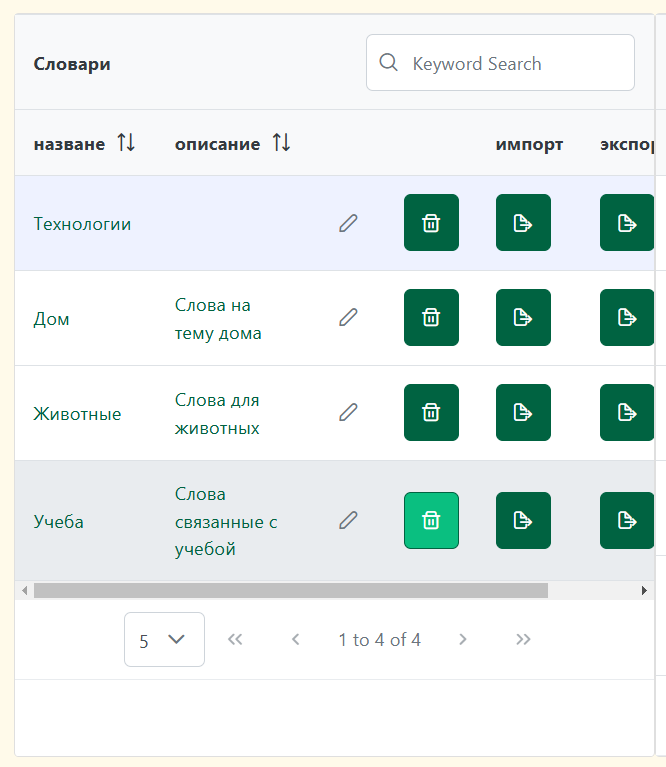 Словари
Keyword Search
назване
описание
импорт
экспор
Технологии
Дом
Слова на
тему дома
Животные
Слова для
животных
Учеба
Слова
связанные с
учебой
5
1 to 4 of 4